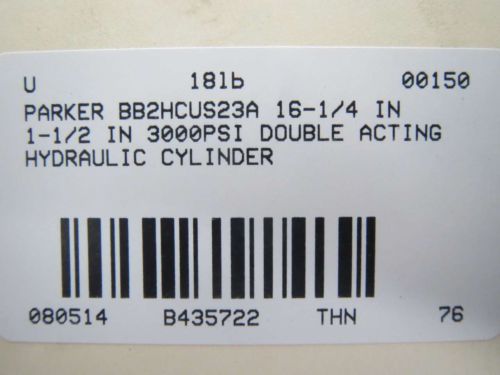 U 18lb 00150
PARKER BB2HCUS23A 16-1/4 IN
1-1/2 IN 3000PSI DOUBLE ACTING
HYDRAULIC CYLINDER
080514 B435722 THN 76